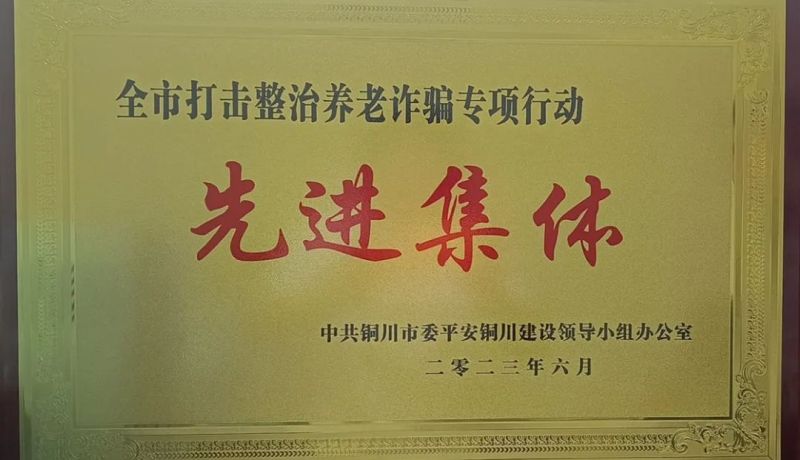 全市打击整治养老诈骗专项行动
先进集体
中共铜川市委平安铜川建设领导小组办公室
二零二三年六月